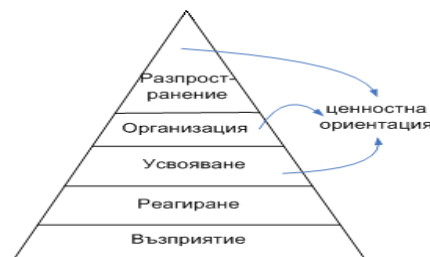 Разпрост-
ранение
ценностна
ориентация
Организация
Усвояване
Реагиране
Възприятие